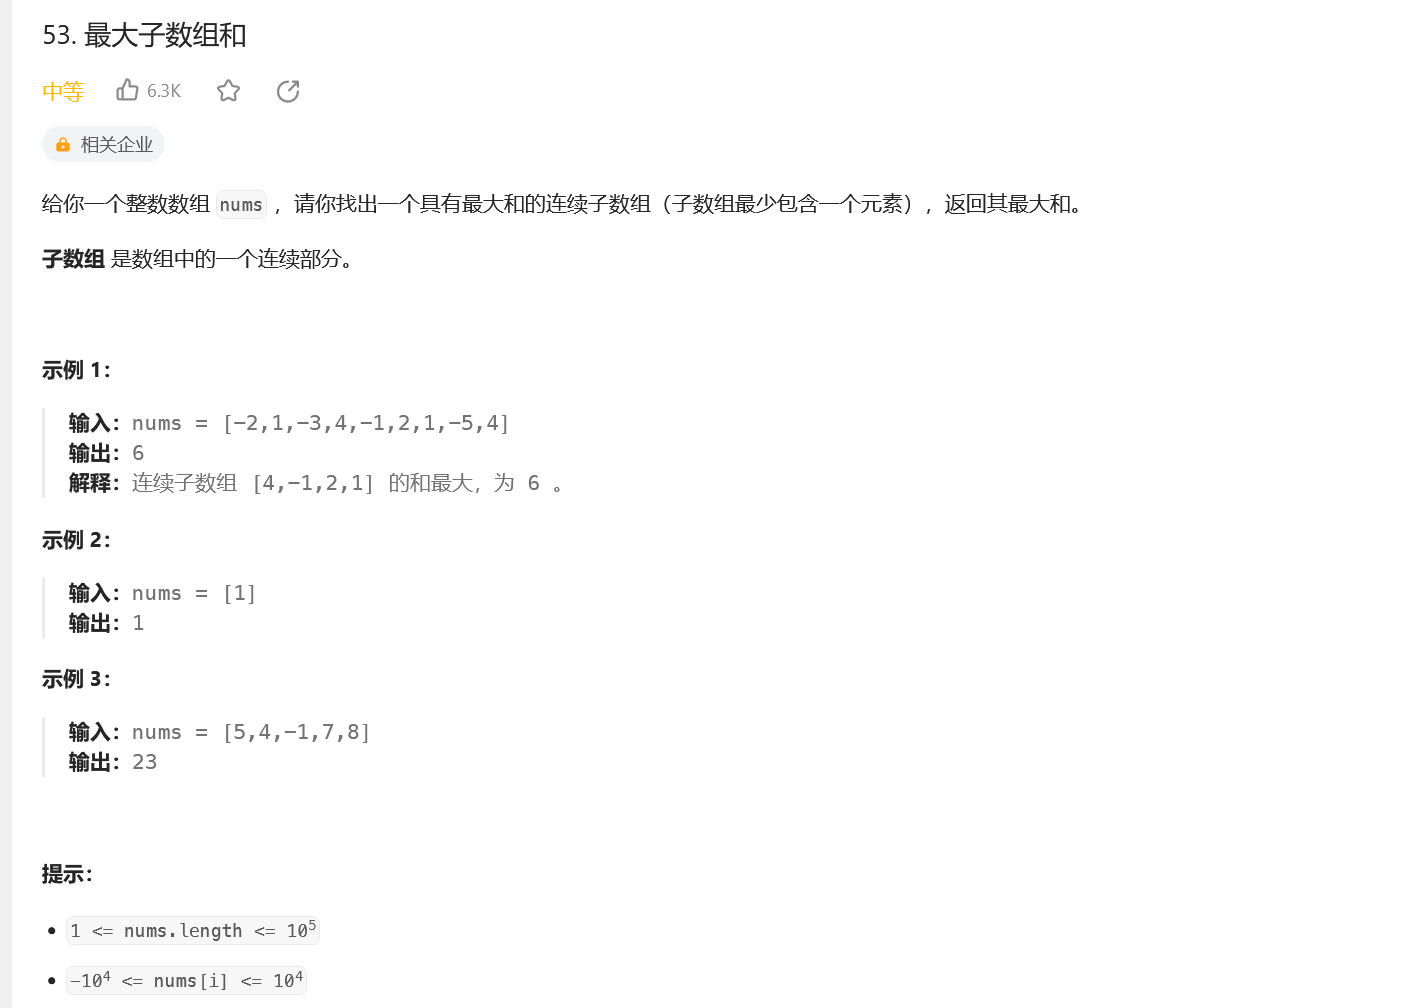 53. 最大子数组和
中等 6.3K
相关企业
给你一个整数数组 nums ，请你找出一个具有最大和的连续子数组（子数组最少包含一个元素），返回其最大和。
子数组 是数组中的一个连续部分。
示例 1：
输入：nums = [-2,1,-3,4,-1,2,1,-5,4]
输出：6
解释：连续子数组 [4,-1,2,1] 的和最大，为 6 。
示例 2：
输入：nums = [1]
输出：1
示例 3：
输入：nums = [5,4,-1,7,8]
输出：23
提示：
• 1 <= nums.length <= 10⁵
• -10⁴ <= nums[i] <= 10⁴